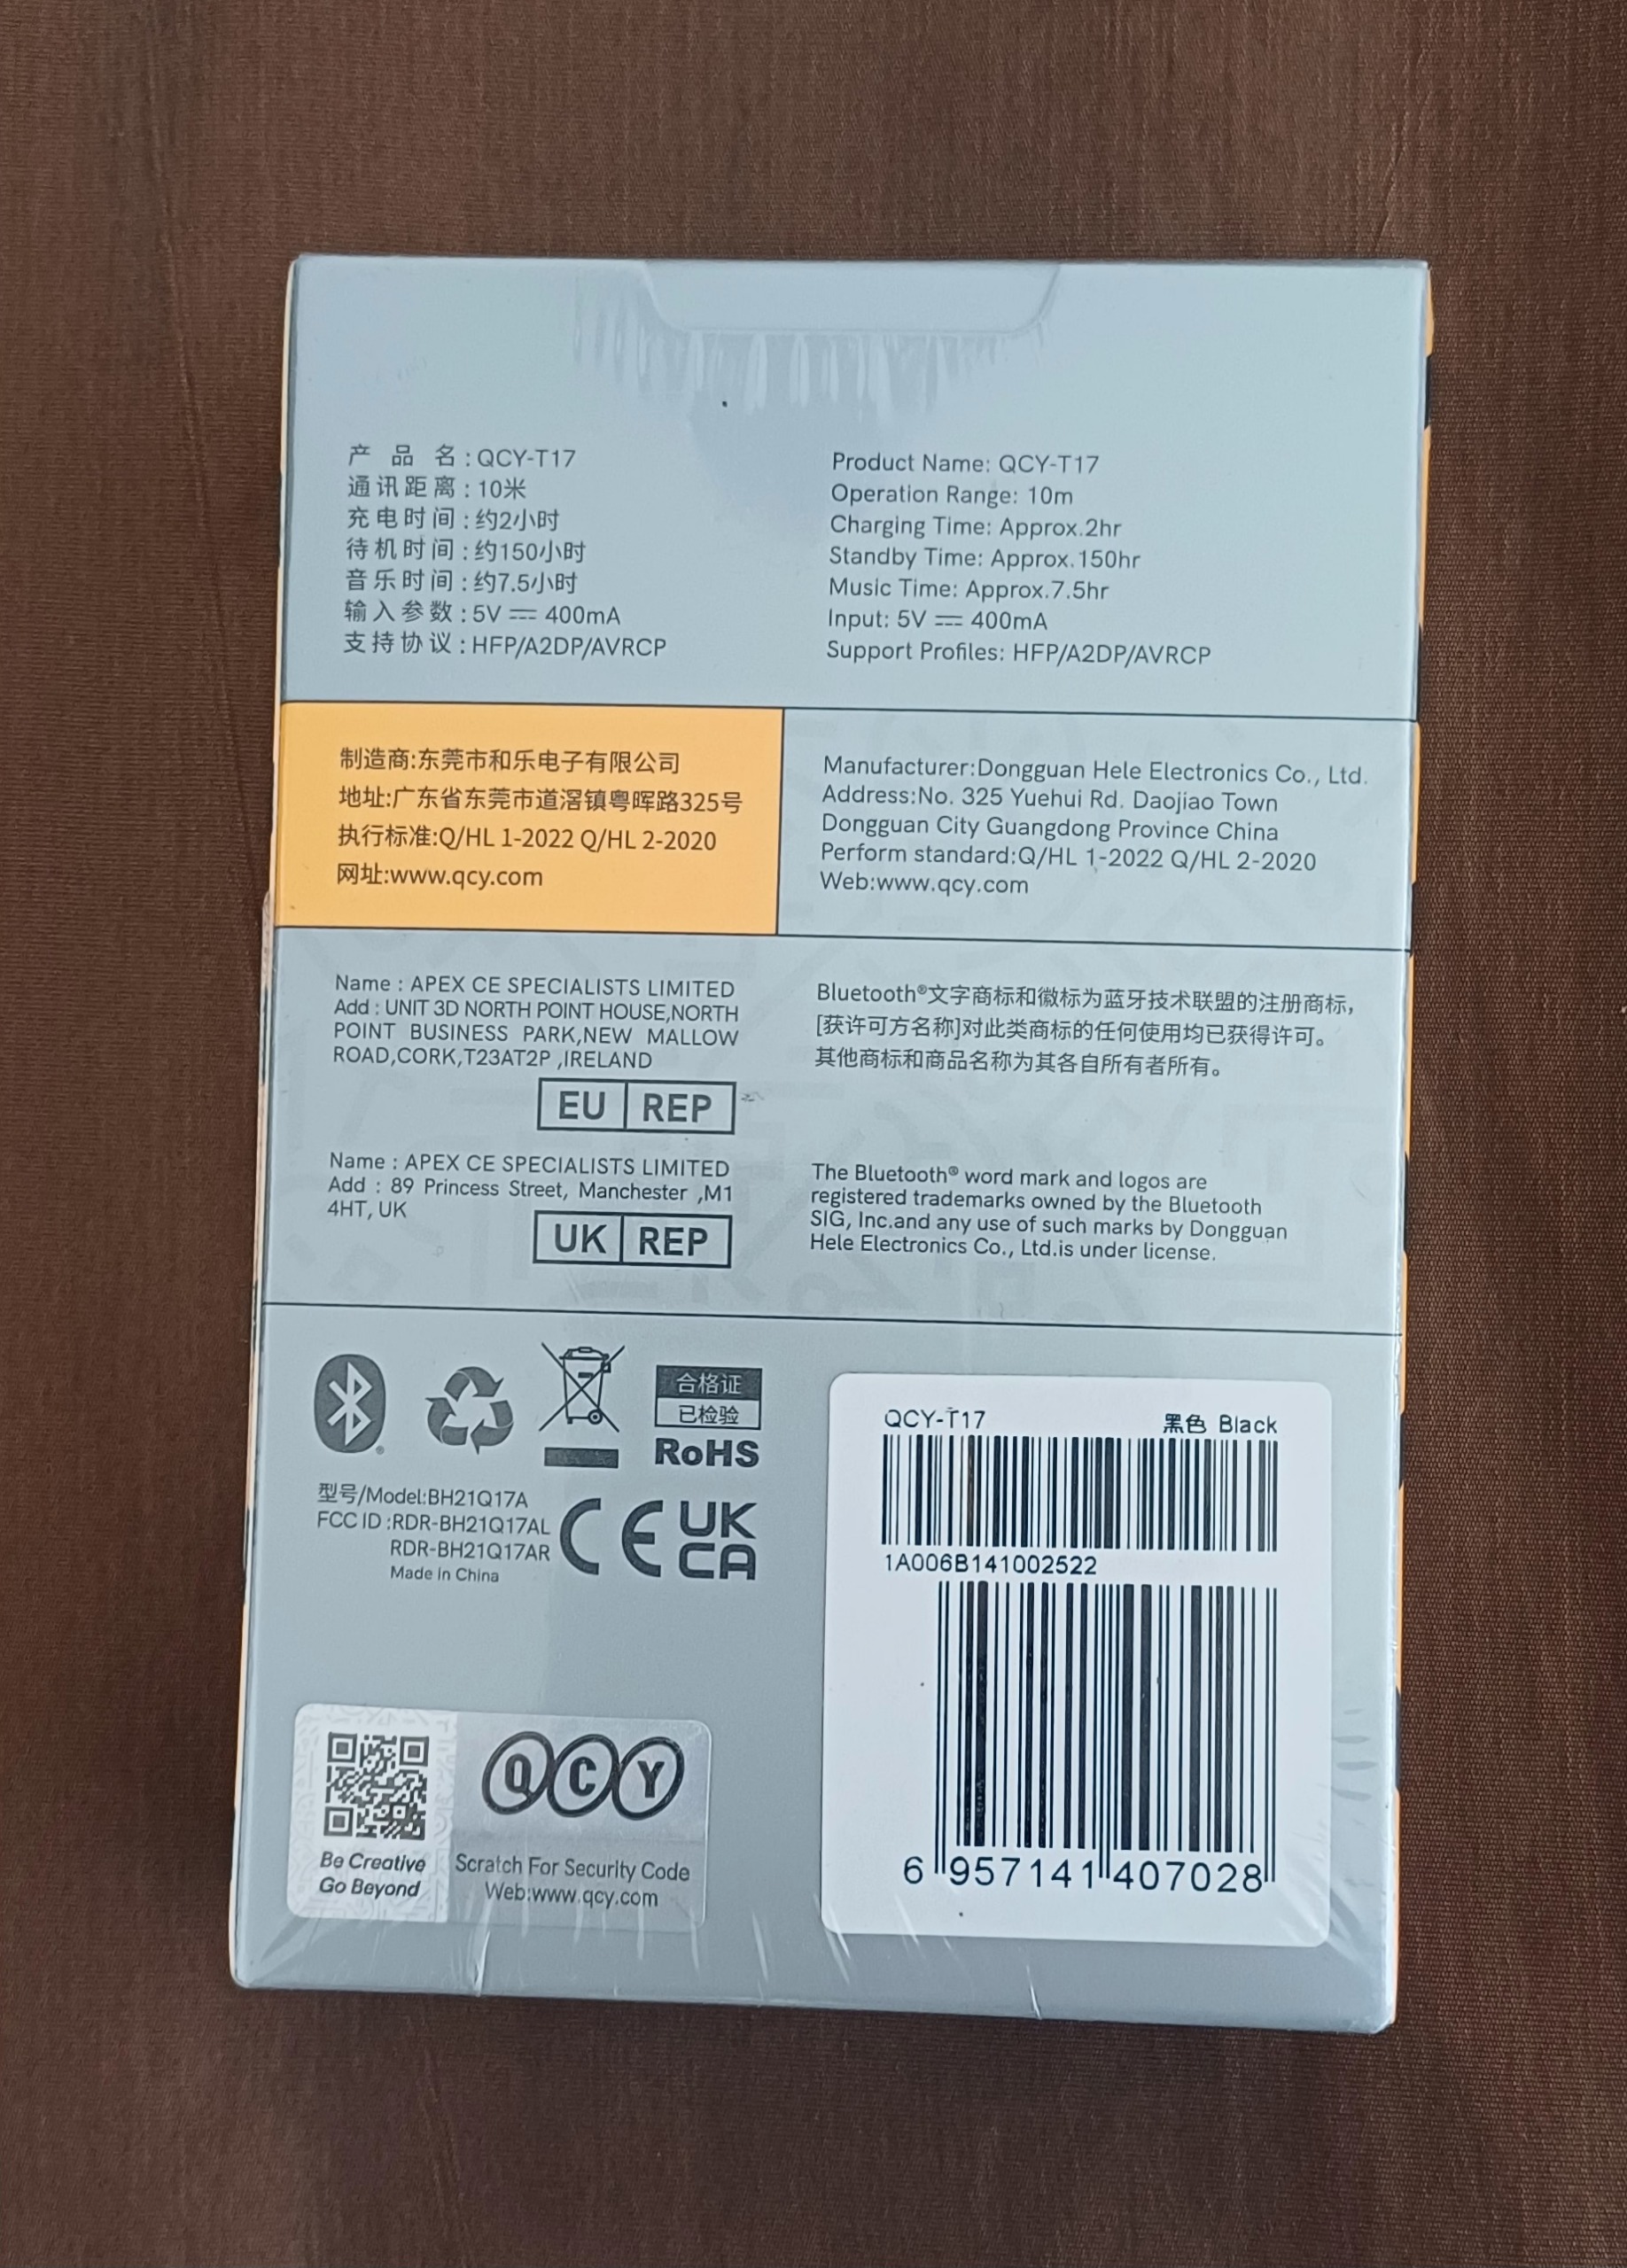 产品名:QCY-T17
通讯距离:10米
充电时间:约2小时
待机时间:约150小时
音乐时间:约7.5小时
输入参数:5V ⎓ 400mA
支持协议:HFP/A2DP/AVRCP
Product Name: QCY-T17
Operation Range: 10m
Charging Time: Approx.2hr
Standby Time: Approx.150hr
Music Time: Approx.7.5hr
Input: 5V ⎓ 400mA
Support Profiles: HFP/A2DP/AVRCP
制造商:东莞市和乐电子有限公司
地址:广东省东莞市道滘镇粤晖路325号
执行标准:Q/HL 1-2022 Q/HL 2-2020
网址:www.qcy.com
Manufacturer:Dongguan Hele Electronics Co., Ltd.
Address:No. 325 Yuehui Rd. Daojiao Town
Dongguan City Guangdong Province China
Perform standard:Q/HL 1-2022 Q/HL 2-2020
Web:www.qcy.com
Name : APEX CE SPECIALISTS LIMITED
Add : UNIT 3D NORTH POINT HOUSE,NORTH
POINT BUSINESS PARK,NEW MALLOW
ROAD,CORK,T23AT2P ,IRELAND
EU REP
Name : APEX CE SPECIALISTS LIMITED
Add : 89 Princess Street, Manchester ,M1
4HT, UK
UK REP
Bluetooth®文字商标和徽标为蓝牙技术联盟的注册商标，
[获许可方名称]对此类商标的任何使用均已获得许可。
其他商标和商品名称为其各自所有者所有。
The Bluetooth® word mark and logos are
registered trademarks owned by the Bluetooth
SIG, Inc.and any use of such marks by Dongguan
Hele Electronics Co., Ltd.is under license.
合格证
已检验
RoHS
型号/Model:BH21Q17A
FCC ID :RDR-BH21Q17AL
RDR-BH21Q17AR
Made in China
CE
UK
CA
QCY-T17 黑色 Black
1A006B141002522
6 957141 407028
QCY
Be Creative
Go Beyond
Scratch For Security Code
Web:www.qcy.com